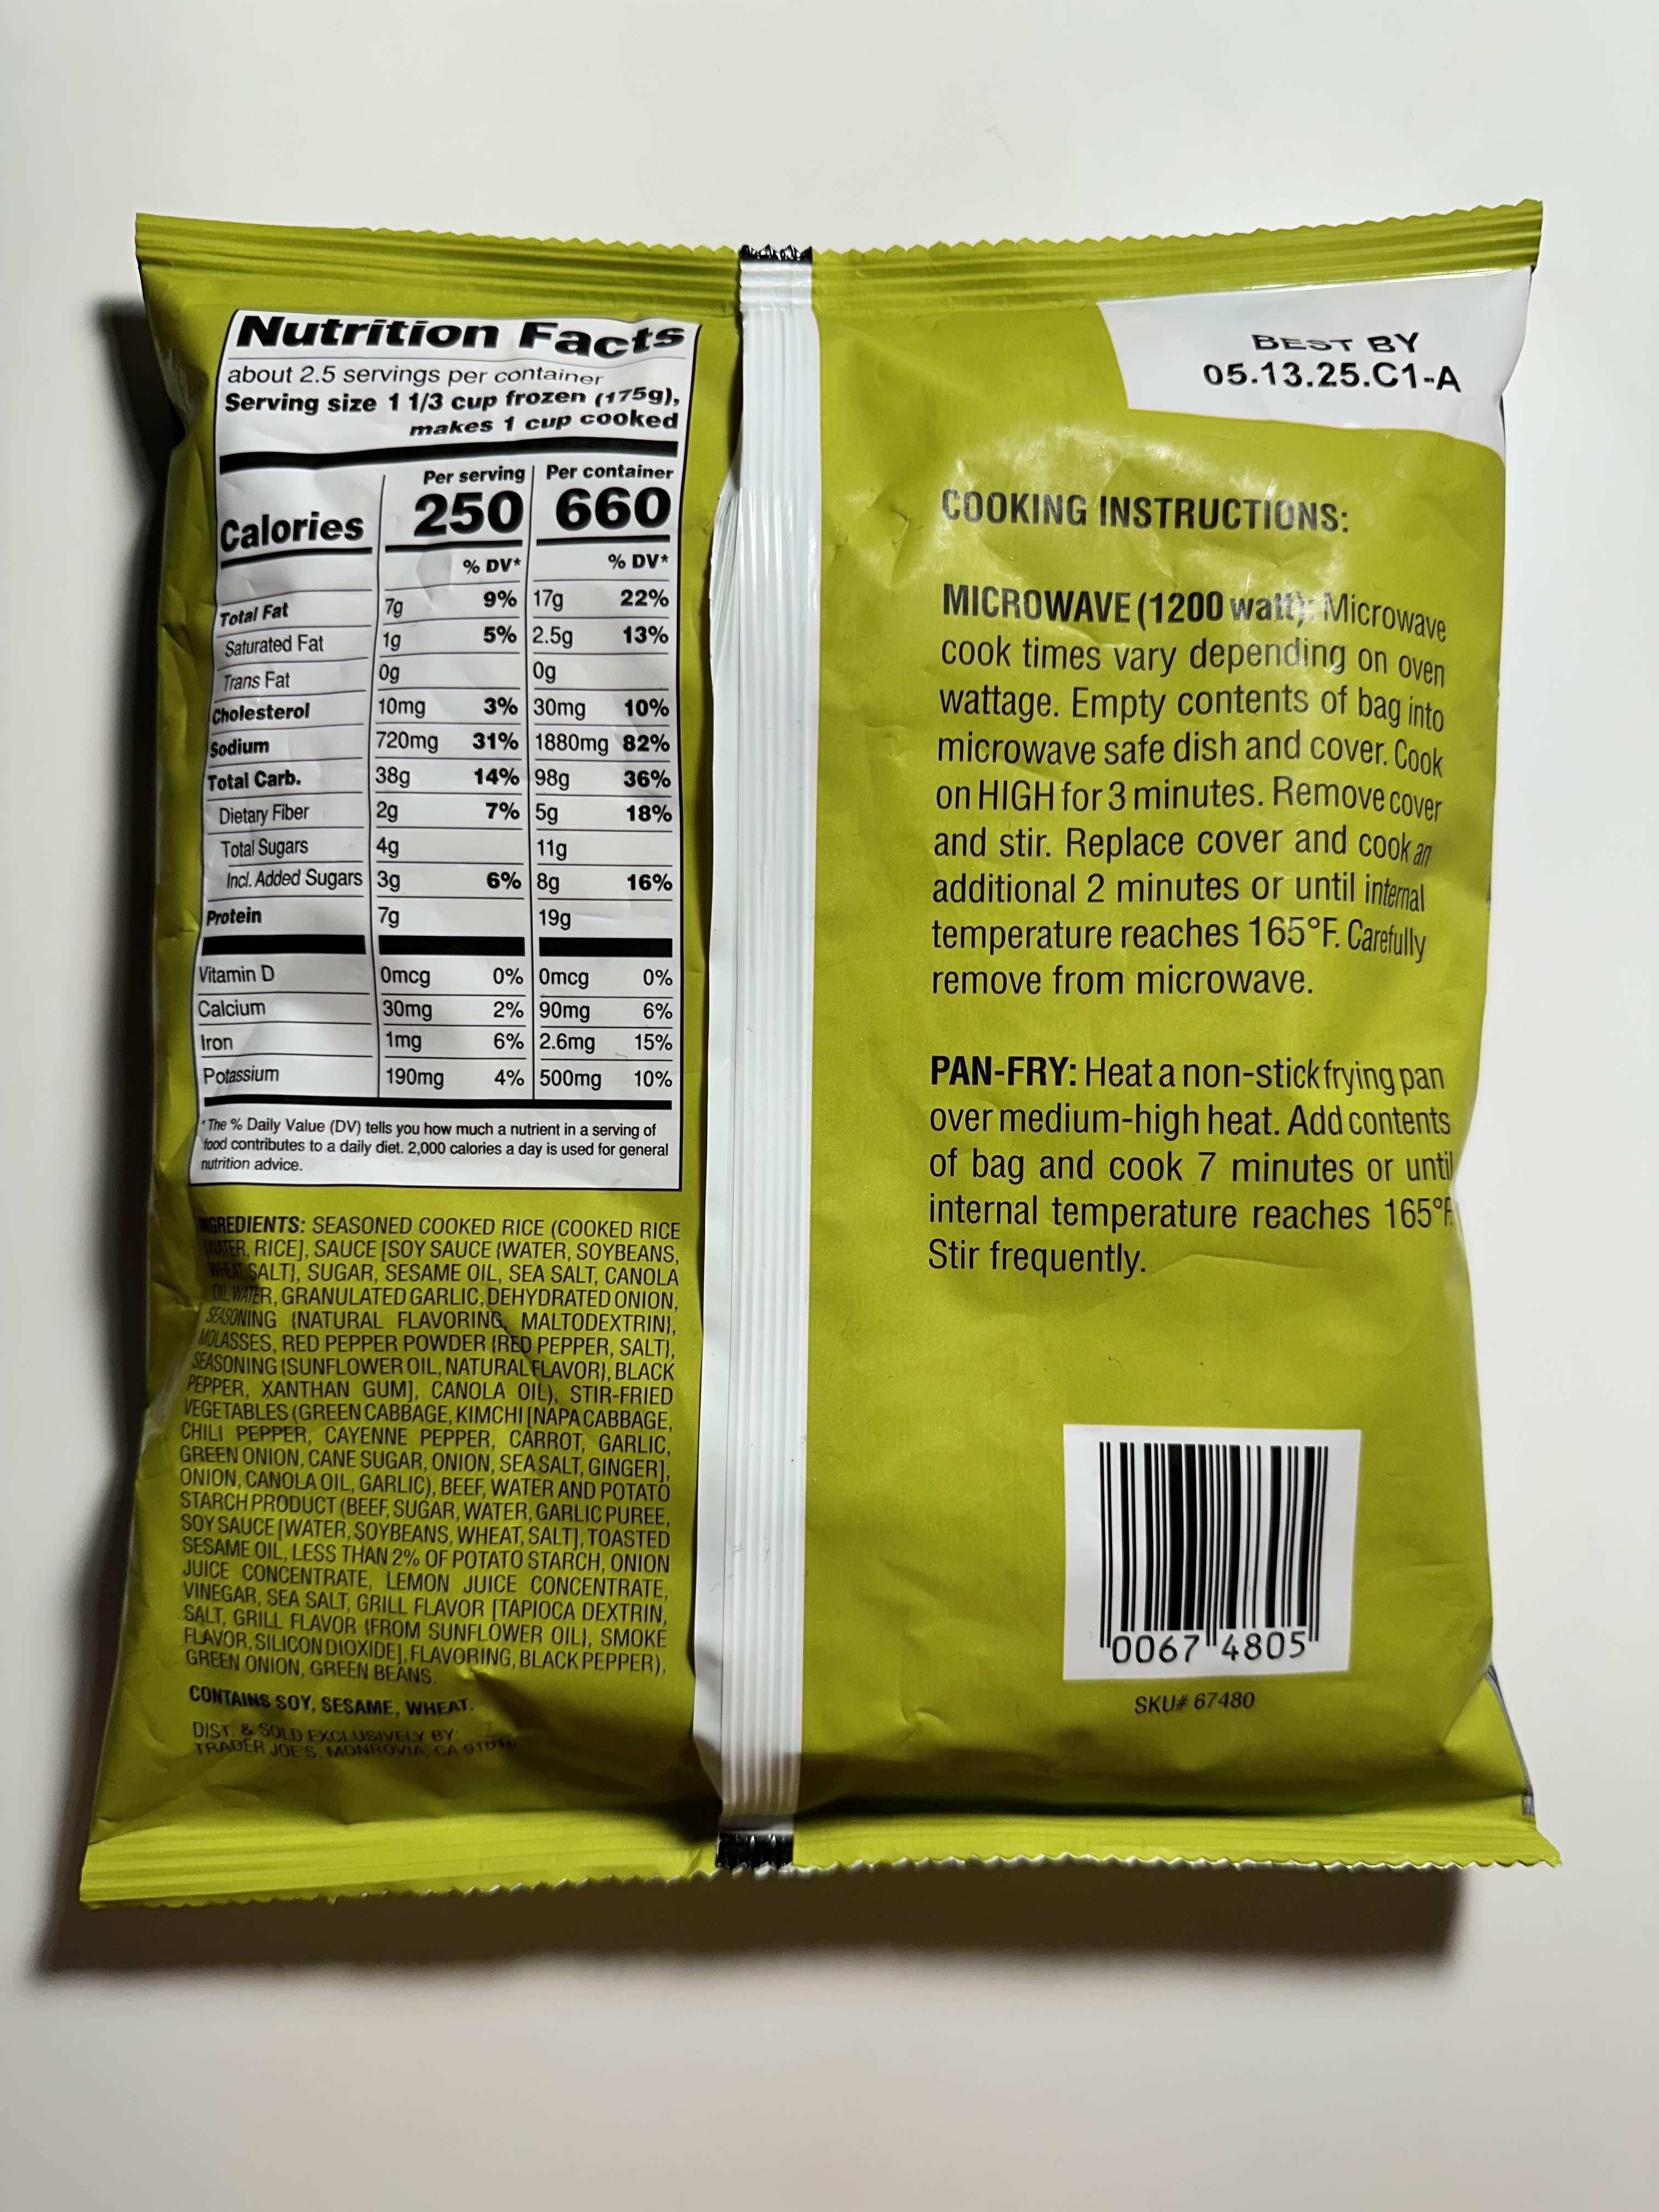 Nutrition Facts
about 2.5 servings per container
Serving size 1 1/3 cup frozen (175g),
makes 1 cup cooked
Per serving Per container
Calories 250 660
% DV* % DV*
Total Fat 7g 9% 17g 22%
Saturated Fat 1g 5% 2.5g 13%
Trans Fat 0g 0g
Cholesterol 10mg 3% 30mg 10%
Sodium 720mg 31% 1880mg 82%
Total Carb. 38g 14% 98g 36%
Dietary Fiber 2g 7% 5g 18%
Total Sugars 4g 11g
Incl. Added Sugars 3g 6% 8g 16%
Protein 7g 19g
Vitamin D 0mcg 0% 0mcg 0%
Calcium 30mg 2% 90mg 6%
Iron 1mg 6% 2.6mg 15%
Potassium 190mg 4% 500mg 10%
*The % Daily Value (DV) tells you how much a nutrient in a serving of
food contributes to a daily diet. 2,000 calories a day is used for general
nutrition advice.
INGREDIENTS: SEASONED COOKED RICE (COOKED RICE
[WATER, RICE], SAUCE [SOY SAUCE {WATER, SOYBEANS,
WHEAT SALT}, SUGAR, SESAME OIL, SEA SALT, CANOLA
OIL, WATER, GRANULATED GARLIC, DEHYDRATED ONION,
SEASONING {NATURAL FLAVORING, MALTODEXTRIN},
MOLASSES, RED PEPPER POWDER {RED PEPPER, SALT},
SEASONING {SUNFLOWER OIL, NATURAL FLAVOR}, BLACK
PEPPER, XANTHAN GUM], CANOLA OIL), STIR-FRIED
VEGETABLES (GREEN CABBAGE, KIMCHI [NAPA CABBAGE,
CHILI PEPPER, CAYENNE PEPPER, CARROT, GARLIC,
GREEN ONION, CANE SUGAR, ONION, SEA SALT, GINGER],
ONION, CANOLA OIL, GARLIC), BEEF, WATER AND POTATO
STARCH PRODUCT (BEEF, SUGAR, WATER, GARLIC PUREE,
SOY SAUCE [WATER, SOYBEANS, WHEAT, SALT], TOASTED
SESAME OIL, LESS THAN 2% OF POTATO STARCH, ONION
JUICE CONCENTRATE, LEMON JUICE CONCENTRATE,
VINEGAR, SEA SALT, GRILL FLAVOR [TAPIOCA DEXTRIN,
SALT, GRILL FLAVOR {FROM SUNFLOWER OIL}, SMOKE
FLAVOR, SILICON DIOXIDE], FLAVORING, BLACK PEPPER),
GREEN ONION, GREEN BEANS.
CONTAINS SOY, SESAME, WHEAT.
DIST. & SOLD EXCLUSIVELY BY:
TRADER JOE'S, MONROVIA, CA 91016
BEST BY
05.13.25.C1-A
COOKING INSTRUCTIONS:
MICROWAVE (1200 watt): Microwave
cook times vary depending on oven
wattage. Empty contents of bag into
microwave safe dish and cover. Cook
on HIGH for 3 minutes. Remove cover
and stir. Replace cover and cook an
additional 2 minutes or until internal
temperature reaches 165°F. Carefully
remove from microwave.
PAN-FRY: Heat a non-stick frying pan
over medium-high heat. Add contents
of bag and cook 7 minutes or until
internal temperature reaches 165°F.
Stir frequently.
0067 4805
SKU# 67480